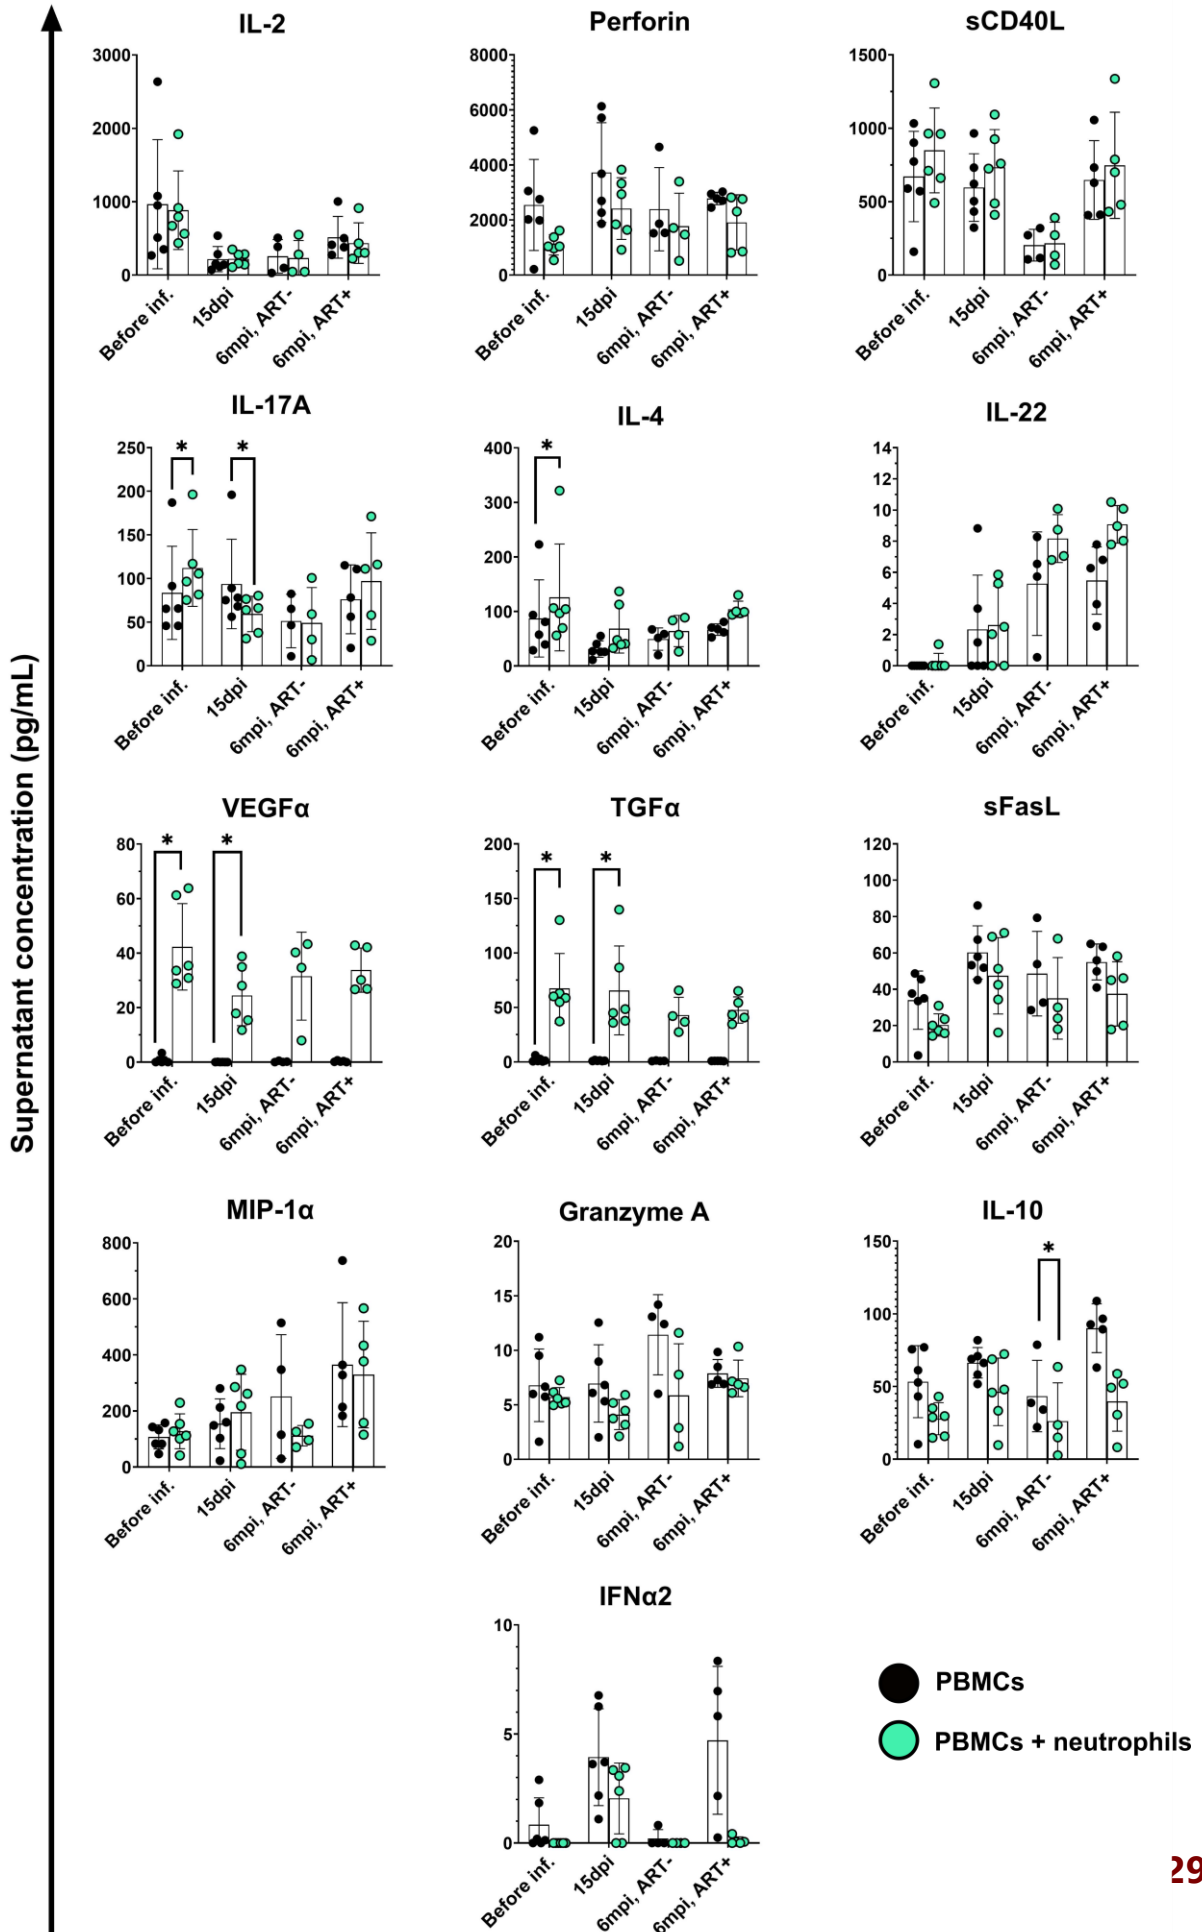 IL-2
Perforin
sCD40L
3000
2000
1000
0
8000
6000
4000
2000
0
1500
1000
500
0
Before inf.
15dpi
6mpi, ART-
6mpi, ART+
Before inf.
15dpi
6mpi, ART-
6mpi, ART+
Before inf.
15dpi
6mpi, ART-
6mpi, ART+
IL-17A
IL-4
IL-22
250
200
150
100
50
0
* *
400
300
200
100
0
*
14
12
10
8
6
4
2
0
Before inf.
15dpi
6mpi, ART-
6mpi, ART+
Before inf.
15dpi
6mpi, ART-
6mpi, ART+
Before inf.
15dpi
6mpi, ART-
6mpi, ART+
Supernatant concentration (pg/mL)
VEGFα
TGFα
sFasL
80
60
40
20
0
* *
200
150
100
50
0
* *
120
100
80
60
40
20
0
Before inf.
15dpi
6mpi, ART-
6mpi, ART+
Before inf.
15dpi
6mpi, ART-
6mpi, ART+
Before inf.
15dpi
6mpi, ART-
6mpi, ART+
MIP-1α
Granzyme A
IL-10
800
600
400
200
0
20
15
10
5
0
150
100
50
0
*
Before inf.
15dpi
6mpi, ART-
6mpi, ART+
Before inf.
15dpi
6mpi, ART-
6mpi, ART+
Before inf.
15dpi
6mpi, ART-
6mpi, ART+
IFNα2
10
5
0
Before inf.
15dpi
6mpi, ART-
6mpi, ART+
PBMCs
PBMCs + neutrophils
29